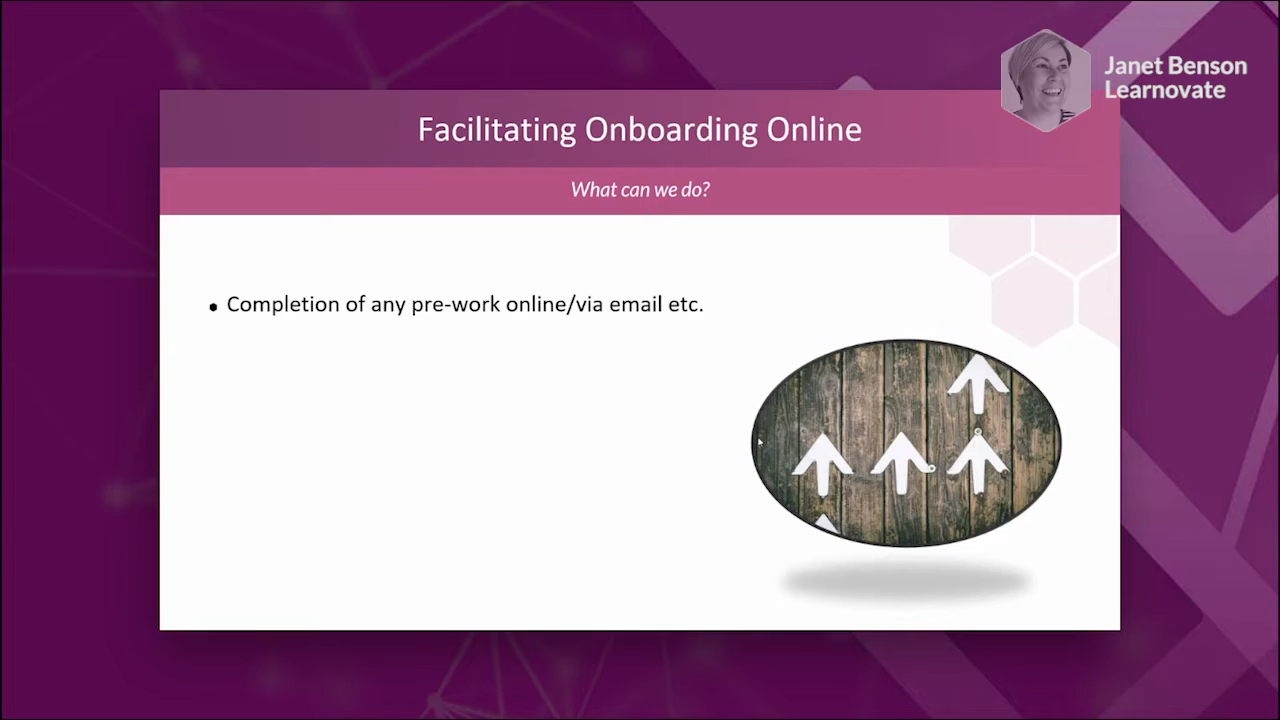 Janet Benson
Learnovate
Facilitating Onboarding Online
What can we do?
• Completion of any pre-work online/via email etc.